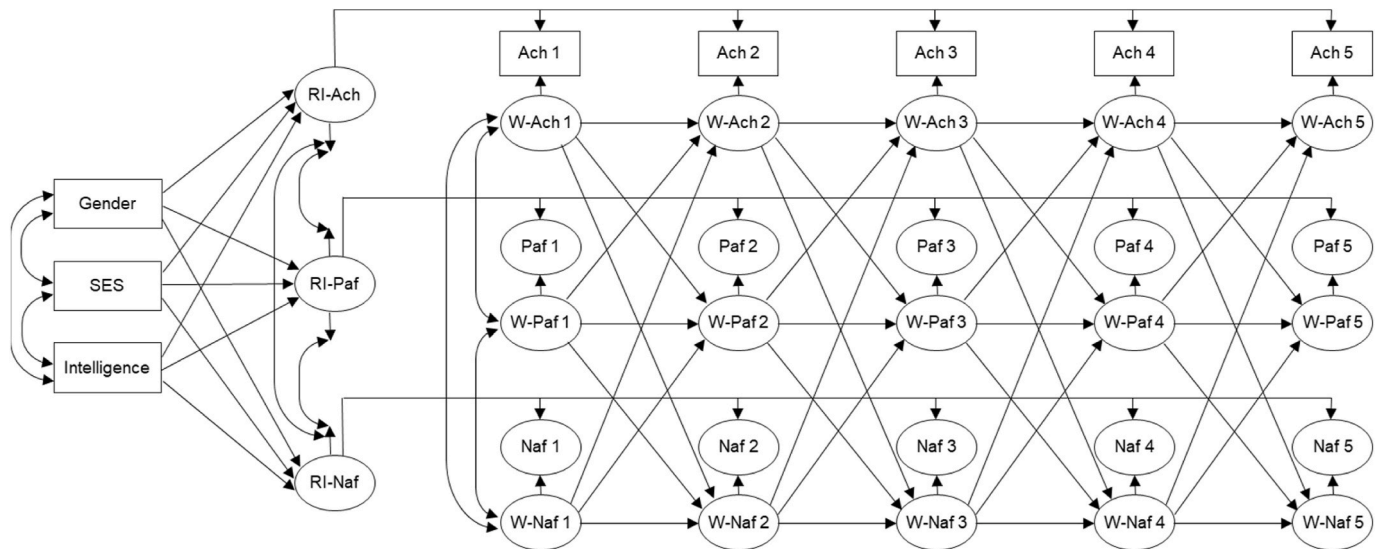 Ach 1 Ach 2 Ach 3 Ach 4 Ach 5
RI-Ach
W-Ach 1 W-Ach 2 W-Ach 3 W-Ach 4 W-Ach 5
Gender
Paf 1 Paf 2 Paf 3 Paf 4 Paf 5
SES
RI-Paf
W-Paf 1 W-Paf 2 W-Paf 3 W-Paf 4 W-Paf 5
Intelligence
Naf 1 Naf 2 Naf 3 Naf 4 Naf 5
RI-Naf
W-Naf 1 W-Naf 2 W-Naf 3 W-Naf 4 W-Naf 5